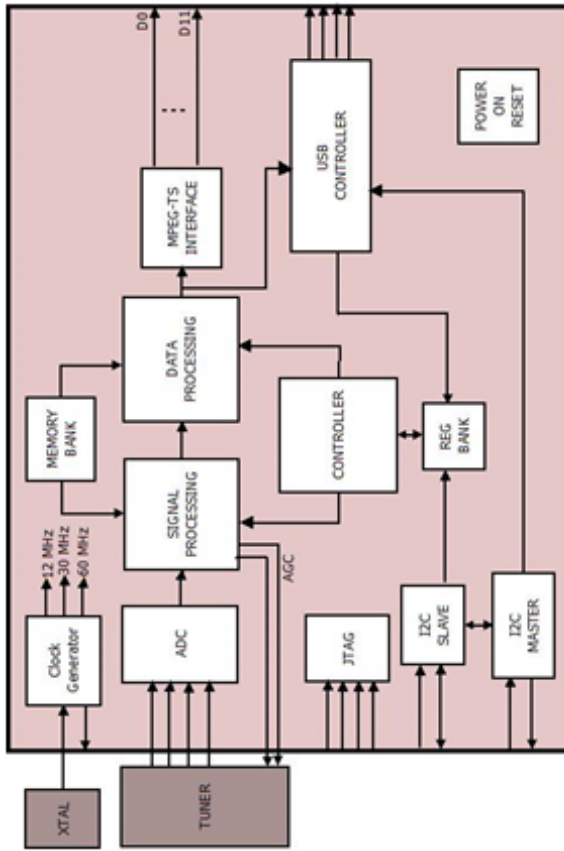 XTAL
TUNER
Clock
Generator
12 MHz
30 MHz
60 MHz
MEMORY
BANK
ADC
SIGNAL
PROCESSING
DATA
PROCESSING
MPEG-TS
INTERFACE
D0
D11
AGC
JTAG
CONTROLLER
USB
CONTROLLER
I2C
SLAVE
REG
BANK
I2C
MASTER
POWER
ON
RESET